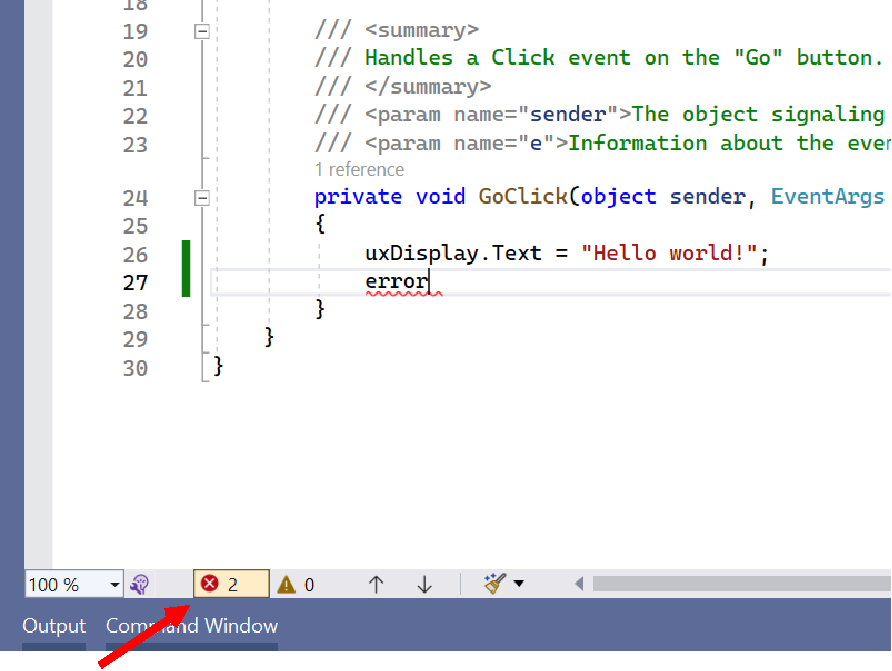 18
19 /// <summary>
20 /// Handles a Click event on the "Go" button.
21 /// </summary>
22 /// <param name="sender">The object signaling
23 /// <param name="e">Information about the even
1 reference
24 private void GoClick(object sender, EventArgs
25 {
26 uxDisplay.Text = "Hello world!";
27 error
28 }
29 }
30 }
100 % 2 0
Output Command Window